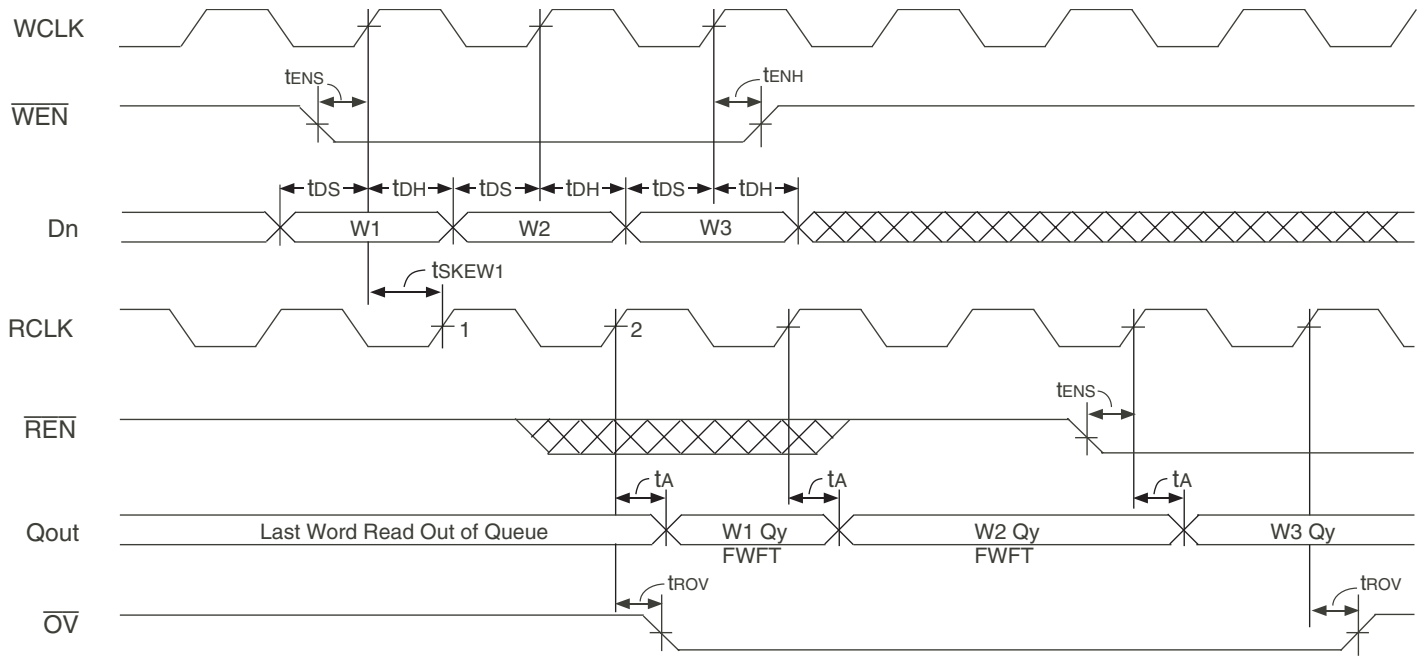 WCLK
tENS
tENH
WEN
tDS tDH tDS tDH tDS tDH
Dn
W1 W2 W3
tSKEW1
RCLK
1 2
tENS
REN
tA tA tA
Qout
Last Word Read Out of Queue W1 Qy W2 Qy W3 Qy
FWFT FWFT
tROV tROV
OV